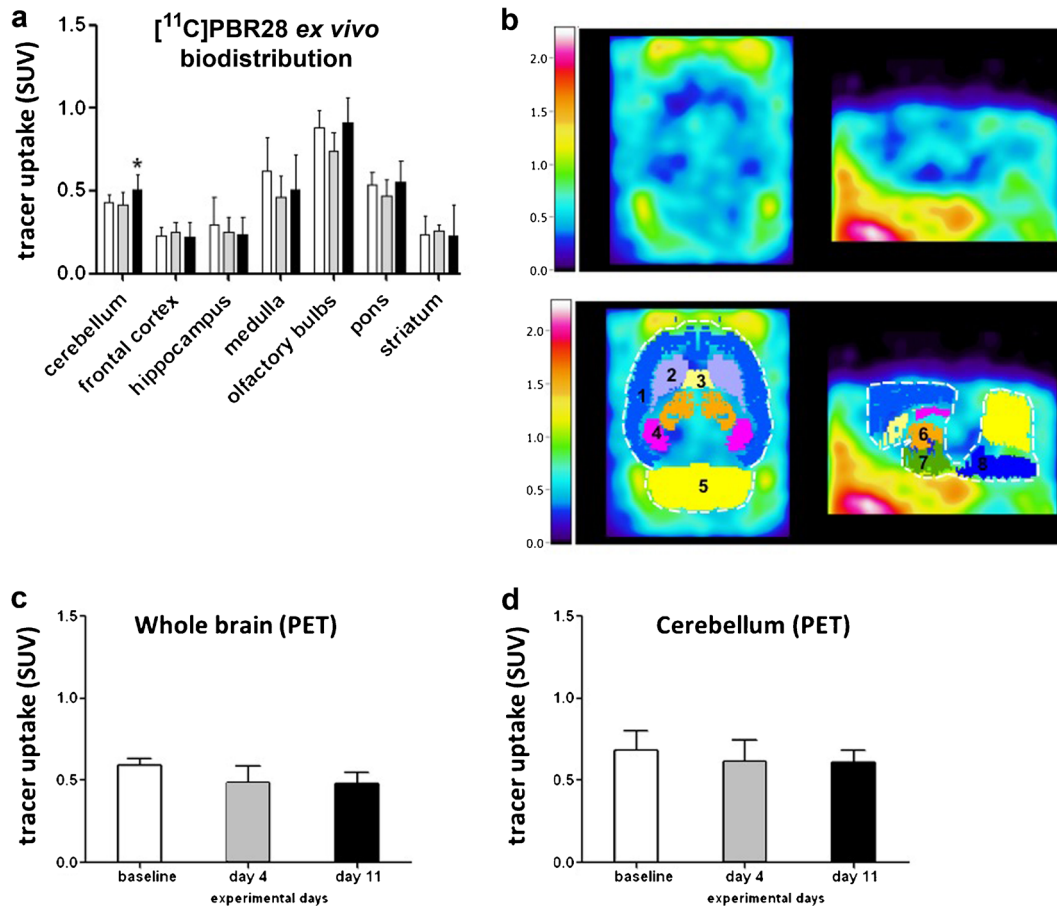 a
[¹¹C]PBR28 ex vivo
biodistribution
tracer uptake (SUV)
1.5
1.0
0.5
0.0
*
cerebellum
frontal cortex
hippocampus
medulla
olfactory bulbs
pons
striatum
b
2.0
1.5
1.0
0.5
0.0
2.0
1.5
1.0
0.5
0.0
1
2
3
4
5
6
7
8
c
Whole brain (PET)
tracer uptake (SUV)
1.5
1.0
0.5
0.0
baseline
day 4
day 11
experimental days
d
Cerebellum (PET)
tracer uptake (SUV)
1.5
1.0
0.5
0.0
baseline
day 4
day 11
experimental days